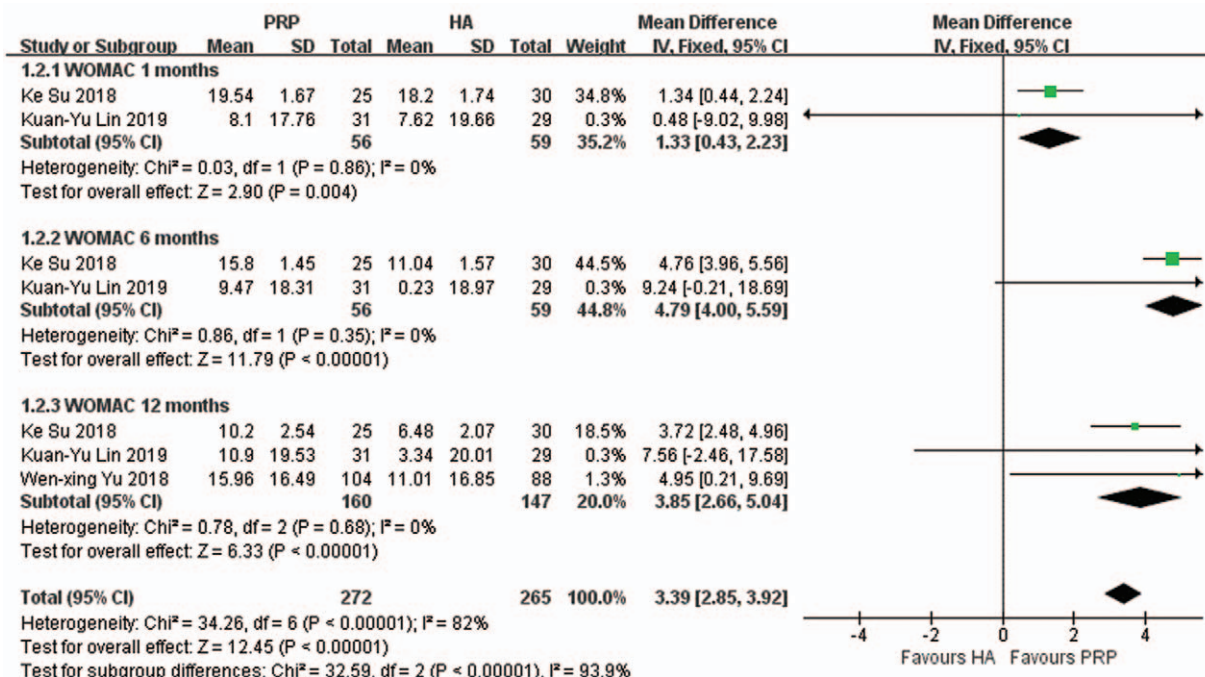 PRP HA Mean Difference Mean Difference
Study or Subgroup Mean SD Total Mean SD Total Weight IV, Fixed, 95% CI IV, Fixed, 95% CI
1.2.1 WOMAC 1 months
Ke Su 2018 19.54 1.67 25 18.2 1.74 30 34.8% 1.34 [0.44, 2.24]
Kuan-Yu Lin 2019 8.1 17.76 31 7.62 19.66 29 0.3% 0.48 [-9.02, 9.98]
Subtotal (95% CI) 56 59 35.2% 1.33 [0.43, 2.23]
Heterogeneity: Chi² = 0.03, df = 1 (P = 0.86); I² = 0%
Test for overall effect: Z = 2.90 (P = 0.004)
1.2.2 WOMAC 6 months
Ke Su 2018 15.8 1.45 25 11.04 1.57 30 44.5% 4.76 [3.96, 5.56]
Kuan-Yu Lin 2019 9.47 18.31 31 0.23 18.97 29 0.3% 9.24 [-0.21, 18.69]
Subtotal (95% CI) 56 59 44.8% 4.79 [4.00, 5.59]
Heterogeneity: Chi² = 0.86, df = 1 (P = 0.35); I² = 0%
Test for overall effect: Z = 11.79 (P < 0.00001)
1.2.3 WOMAC 12 months
Ke Su 2018 10.2 2.54 25 6.48 2.07 30 18.5% 3.72 [2.48, 4.96]
Kuan-Yu Lin 2019 10.9 19.53 31 3.34 20.01 29 0.3% 7.56 [-2.46, 17.58]
Wen-xing Yu 2018 15.96 16.49 104 11.01 16.85 88 1.3% 4.95 [0.21, 9.69]
Subtotal (95% CI) 160 147 20.0% 3.85 [2.66, 5.04]
Heterogeneity: Chi² = 0.78, df = 2 (P = 0.68); I² = 0%
Test for overall effect: Z = 6.33 (P < 0.00001)
Total (95% CI) 272 265 100.0% 3.39 [2.85, 3.92]
Heterogeneity: Chi² = 34.26, df = 6 (P < 0.00001); I² = 82%
Test for overall effect: Z = 12.45 (P < 0.00001)
Test for subgroup differences: Chi² = 32.59, df = 2 (P < 0.00001), I² = 93.9%
-4 -2 0 2 4
Favours HA Favours PRP